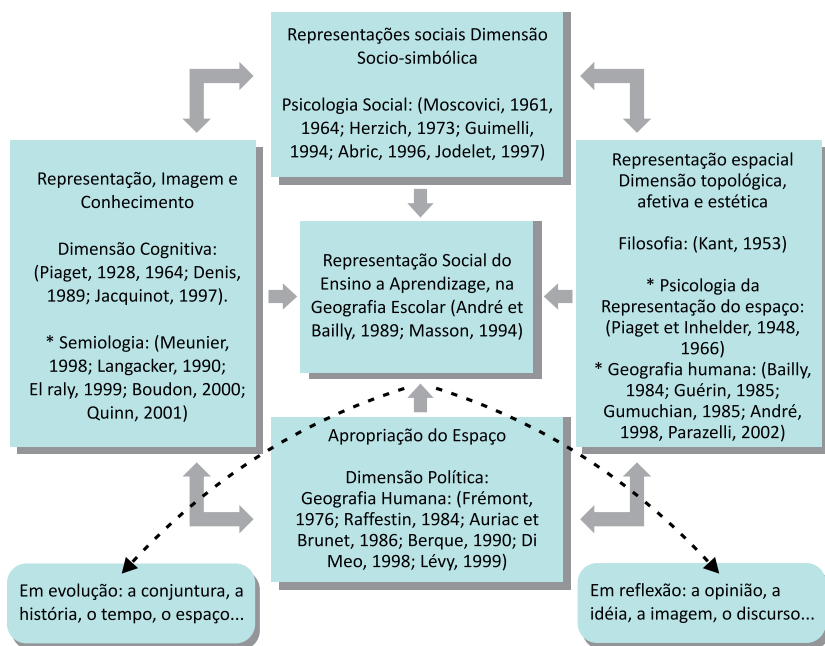 Representações sociais Dimensão
Socio-simbólica
Psicologia Social: (Moscovici, 1961,
1964; Herzich, 1973; Guimelli,
1994; Abric, 1996, Jodelet, 1997)
Representação, Imagem e
Conhecimento
Dimensão Cognitiva:
(Piaget, 1928, 1964; Denis,
1989; Jacquinot, 1997).
* Semiologia: (Meunier,
1998; Langacker, 1990;
El raly, 1999; Boudon, 2000;
Quinn, 2001)
Representação Social do
Ensino a Aprendizage, na
Geografia Escolar (André et
Bailly, 1989; Masson, 1994)
Representação espacial
Dimensão topológica,
afetiva e estética
Filosofia: (Kant, 1953)
* Psicologia da
Representação do espaço:
(Piaget et Inhelder, 1948,
1966)
* Geografia humana: (Bailly,
1984; Guérin, 1985;
Gumuchian, 1985; André,
1998, Parazelli, 2002)
Apropriação do Espaço
Dimensão Política:
Geografia Humana: (Frémont,
1976; Raffestin, 1984; Auriac et
Brunet, 1986; Berque, 1990; Di
Meo, 1998; Lévy, 1999)
Em evolução: a conjuntura, a
história, o tempo, o espaço...
Em reflexão: a opinião, a
idéia, a imagem, o discurso...